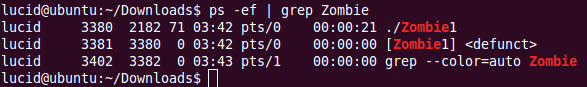 lucid@ubuntu:~/Downloads$ ps -ef | grep Zombie
lucid     3380  2182 71 03:42 pts/0    00:00:21 ./Zombie1
lucid     3381  3380  0 03:42 pts/0    00:00:00 [Zombie1] <defunct>
lucid     3402  3382  0 03:43 pts/1    00:00:00 grep --color=auto Zombie
lucid@ubuntu:~/Downloads$